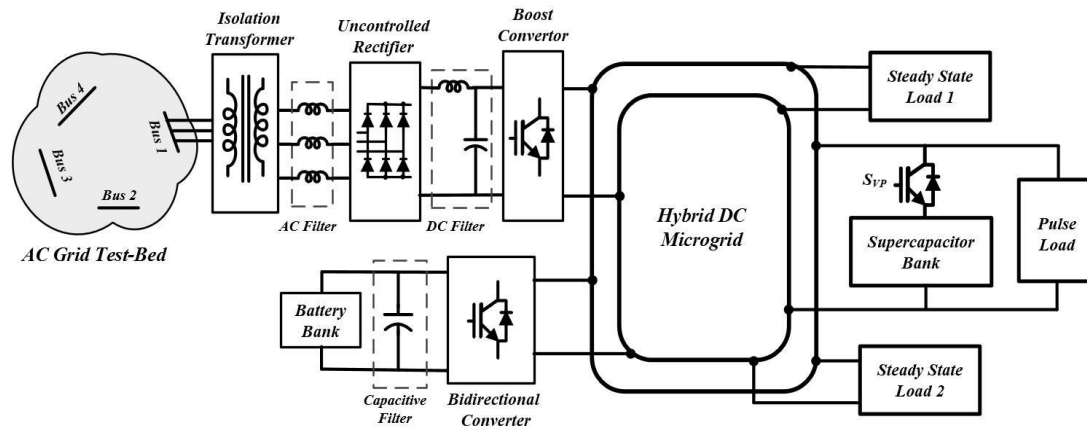 Isolation
Transformer
Uncontrolled
Rectifier
Boost
Convertor
Bus 4
Bus 1
Bus 3
Bus 2
AC Grid Test-Bed
AC Filter
DC Filter
Steady State
Load 1
Hybrid DC
Microgrid
SVP
Supercapacitor
Bank
Pulse
Load
Battery
Bank
Capacitive
Filter
Bidirectional
Converter
Steady State
Load 2